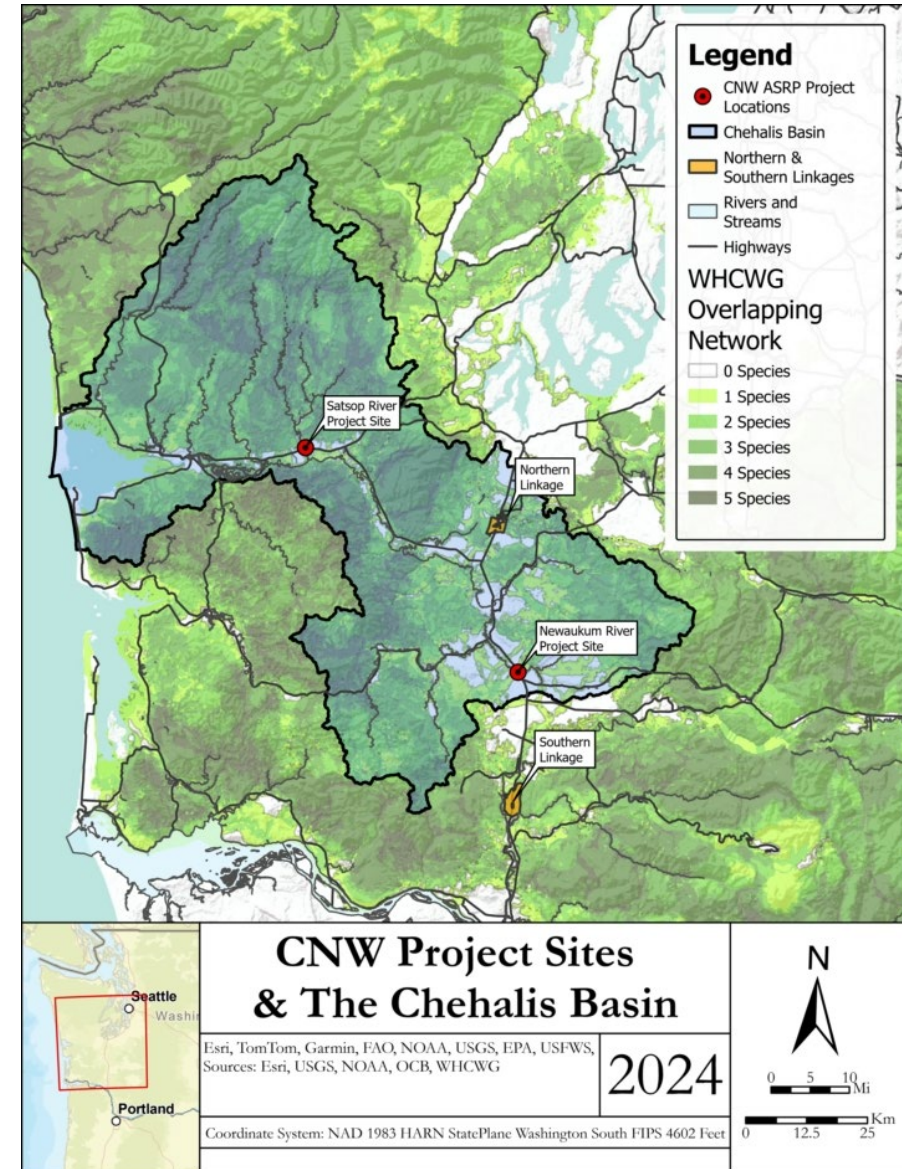 Legend
CNW ASRP Project
Locations
Chehalis Basin
Northern &
Southern Linkages
Rivers and
Streams
Highways
WHCWG
Overlapping
Network
0 Species
1 Species
2 Species
3 Species
4 Species
5 Species
Satsop River
Project Site
Northern
Linkage
Newaukum River
Project Site
Southern
Linkage
Seattle
Washi
Portland
CNW Project Sites
& The Chehalis Basin
Esri, TomTom, Garmin, FAO, NOAA, USGS, EPA, USFWS,
Sources: Esri, USGS, NOAA, OCB, WHCWG
2024
Coordinate System: NAD 1983 HARN StatePlane Washington South FIPS 4602 Feet
N
0 5 10
Mi
Km
0 12.5 25